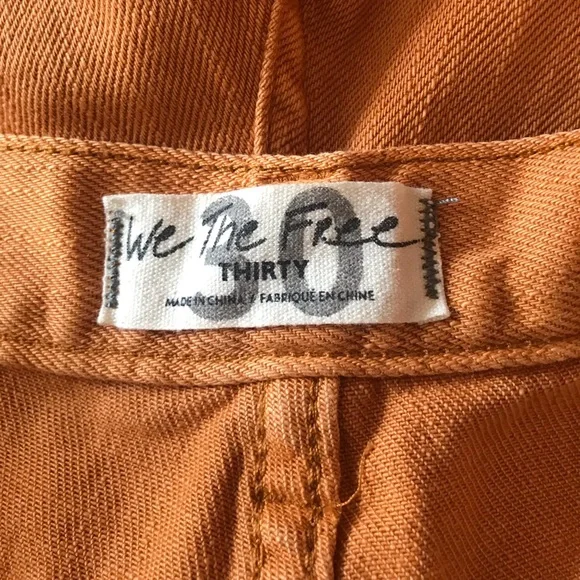 30
We The Free
THIRTY
MADE IN CHINA / FABRIQUÉ EN CHINE